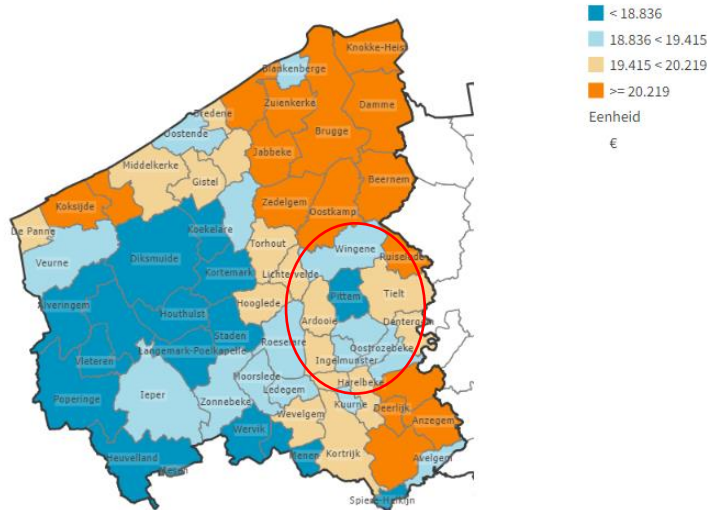 < 18.836
18.836 < 19.415
19.415 < 20.219
>= 20.219
Eenheid
€
Knokke-Heis
Blankenberge
Zuienkerke
Damme
Bredene
Oostende
Brugge
Middelkerke
Jabbeke
Gistel
Beernem
Koksijde
Zedelgem
Oostkamp
De Panne
Koekelare
Torhout
Wingene
Veurne
Diksmuide
Ruiselede
Kortemark
Lichtervelde
Pittem
Tielt
Alveringem
Hooglede
Houthulst
Ardooie
Dentergem
Staden
Roeselare
Langemark-Poelkapelle
Oostrozebeke
Vleteren
Ingelmunster
Moorslede
Harelbeke
Ieper
Ledegem
Poperinge
Zonnebeke
Kuurne
Deerlijk
Wevelgem
Anzegem
Wervik
Heuvelland
Menen
Kortrijk
Avelgem
Mesen
Spiere-Helkijn